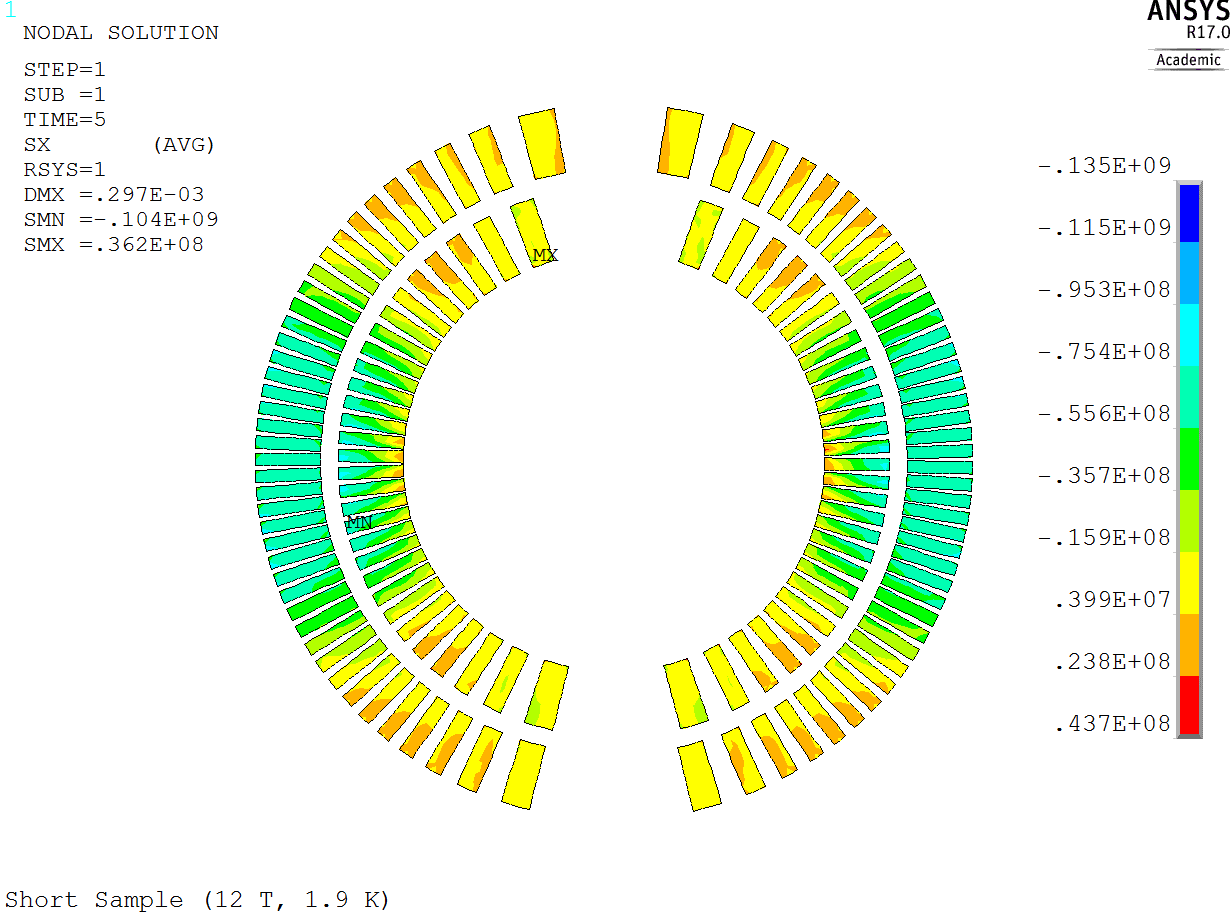 1
NODAL SOLUTION
STEP=1
SUB =1
TIME=5
SX (AVG)
RSYS=1
DMX =.297E-03
SMN =-.104E+09
SMX =.362E+08
ANSYS
R17.0
Academic
MX
MN
-.135E+09
-.115E+09
-.953E+08
-.754E+08
-.556E+08
-.357E+08
-.159E+08
.399E+07
.238E+08
.437E+08
Short Sample (12 T, 1.9 K)